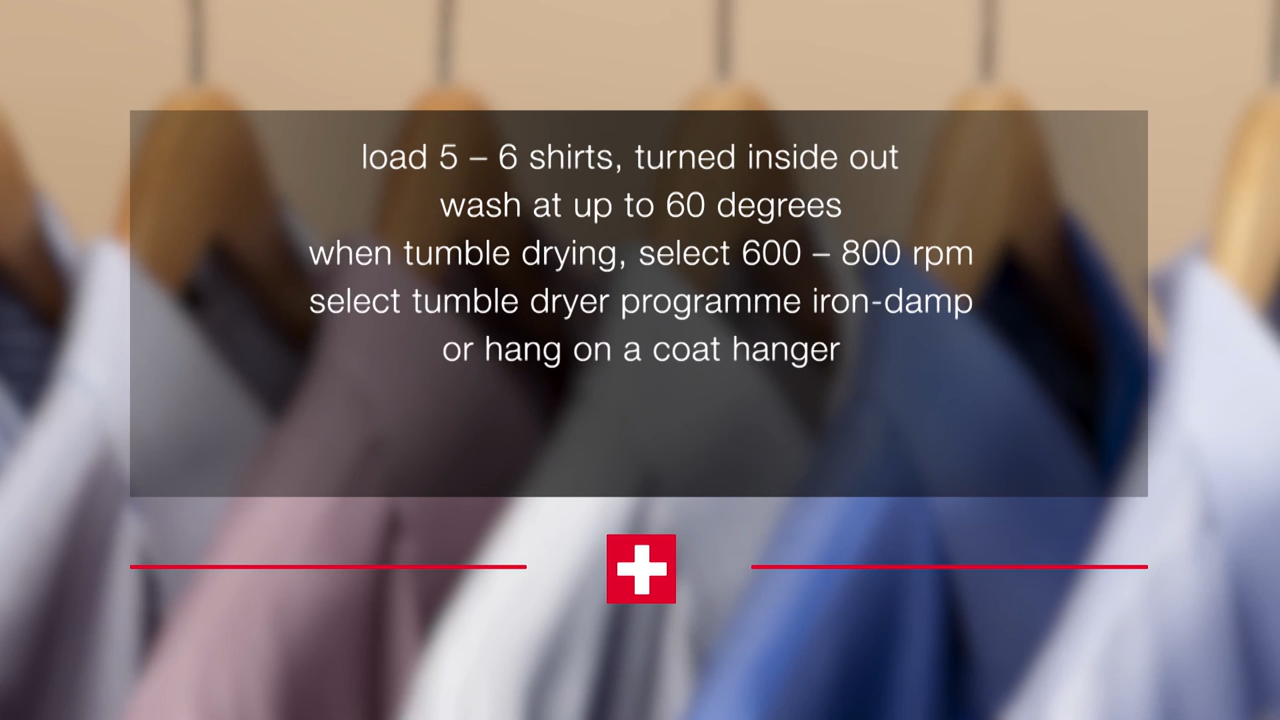 load 5 – 6 shirts, turned inside out
wash at up to 60 degrees
when tumble drying, select 600 – 800 rpm
select tumble dryer programme iron-damp
or hang on a coat hanger